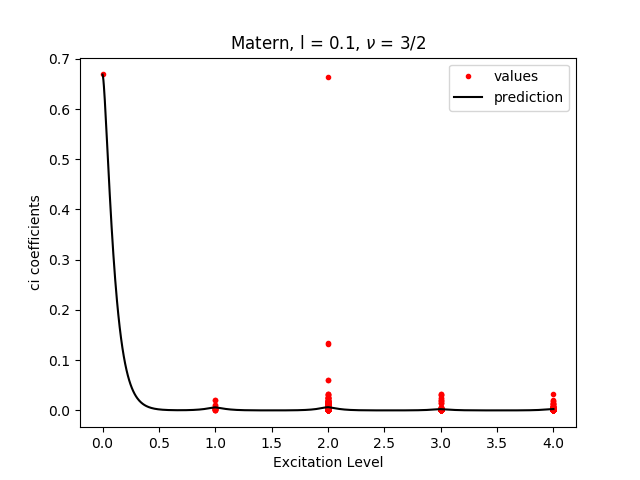 Matern, l = 0.1, ν = 3/2
values
prediction
ci coefficients
0.7
0.6
0.5
0.4
0.3
0.2
0.1
0.0
0.0 0.5 1.0 1.5 2.0 2.5 3.0 3.5 4.0
Excitation Level